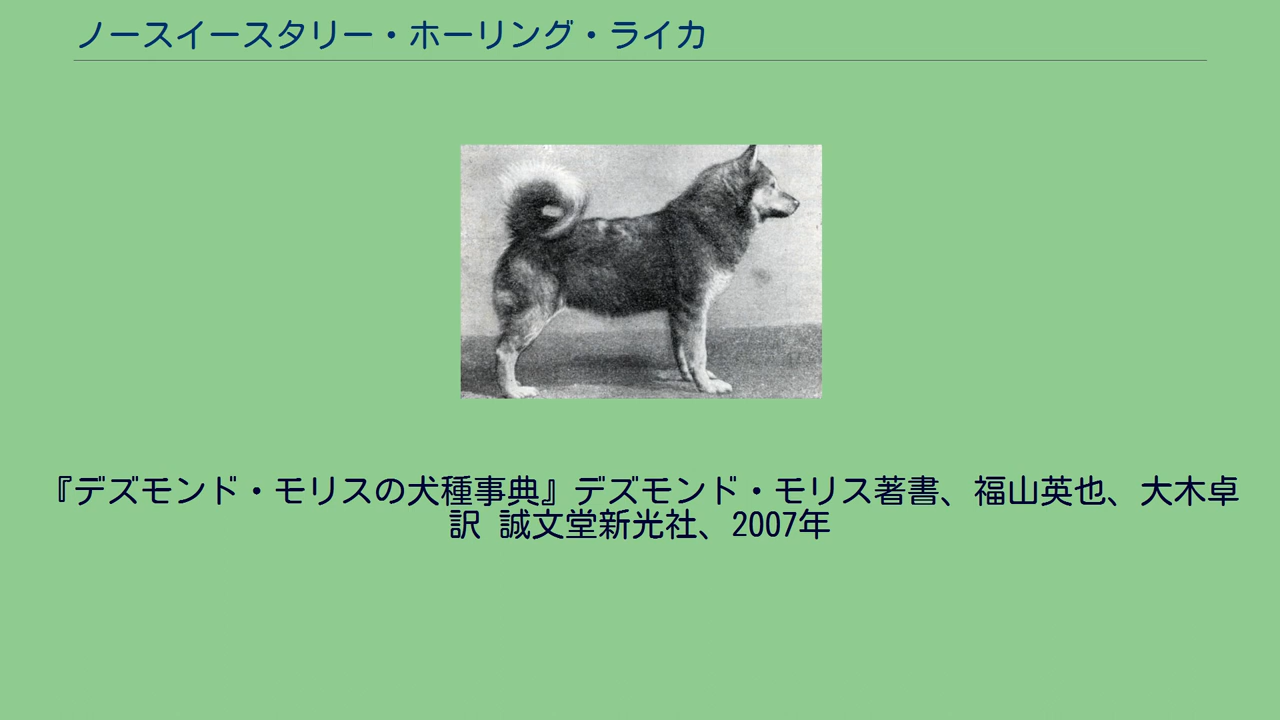 ノースイースタリー・ホーリング・ライカ
『デズモンド・モリスの犬種事典』デズモンド・モリス著書、福山英也、大木卓
訳 誠文堂新光社、2007年